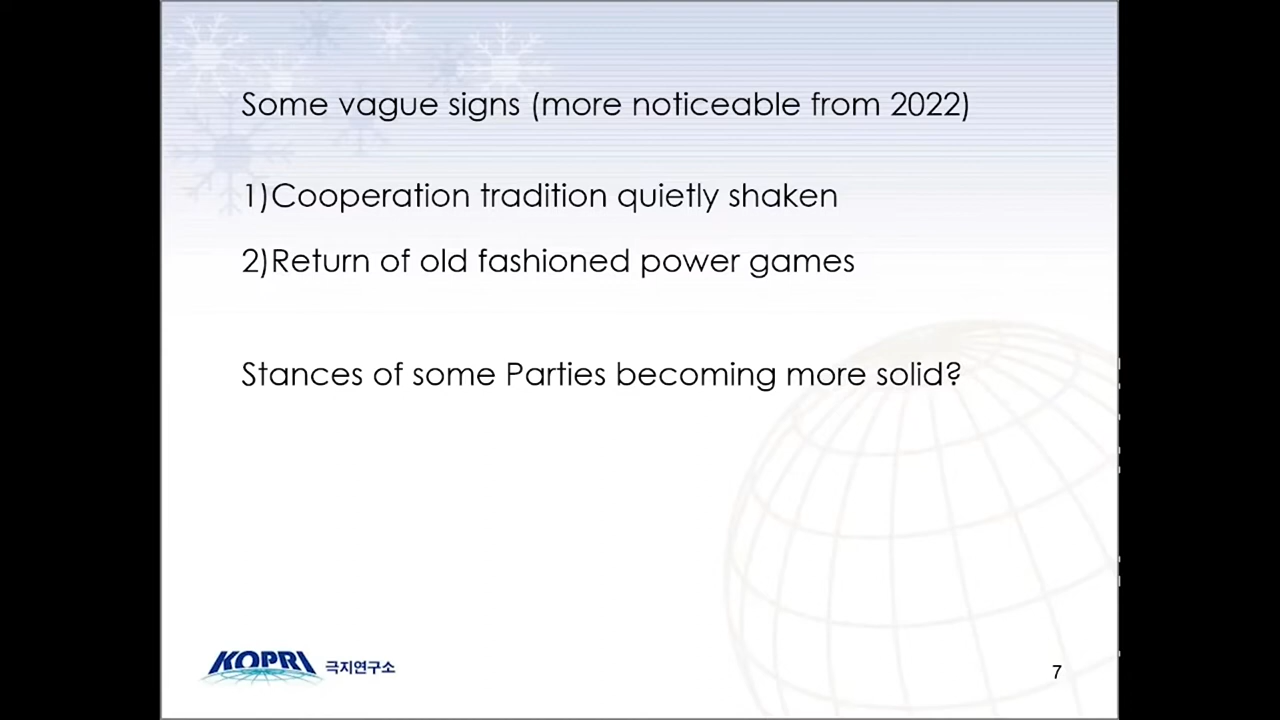 Some vague signs (more noticeable from 2022)
1)Cooperation tradition quietly shaken
2)Return of old fashioned power games
Stances of some Parties becoming more solid?
KOPRI 극지연구소
7